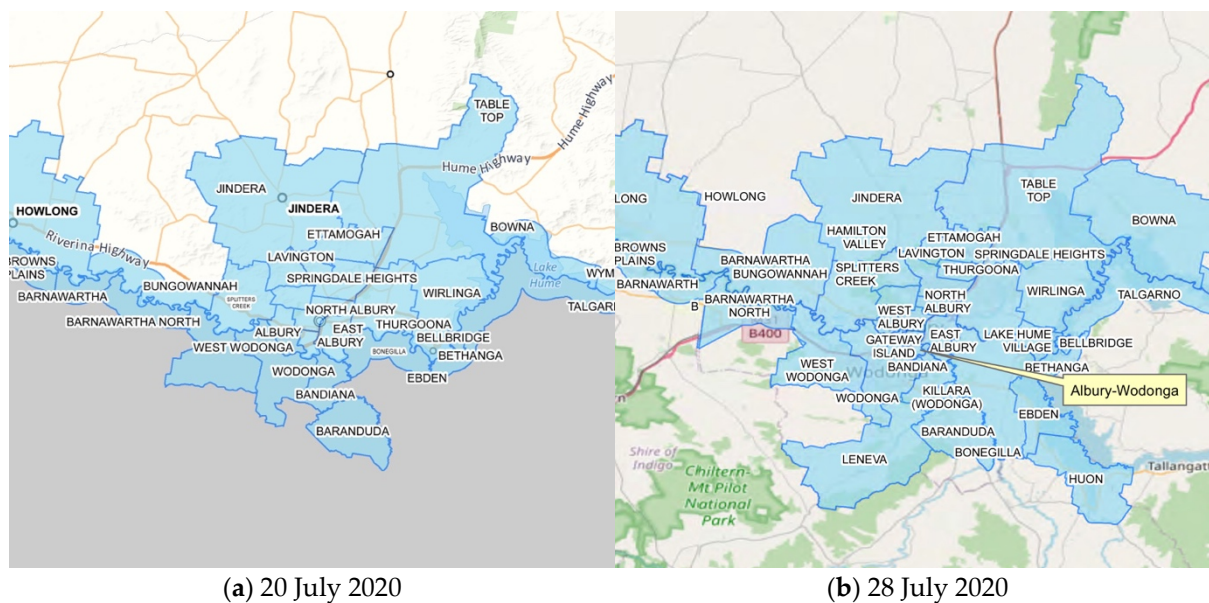 TABLE
TOP
Hume Highway
Hume Highway
JINDERA
JINDERA
HOWLONG
ETTAMOGAH
BOWNA
Riverina Highway
LAVINGTON
BROWNS
PLAINS
SPRINGDALE HEIGHTS
Lake
Hume
WYM
BUNGOWANNAH
SPLITTERS
CREEK
WIRLINGA
BARNAWARTHA
TALGARN
NORTH ALBURY
BARNAWARTHA NORTH
ALBURY
EAST
ALBURY
THURGOONA
BELLBRIDGE
WEST WODONGA
BONEGILLA
BETHANGA
WODONGA
EBDEN
BANDIANA
BARANDUDA
(a) 20 July 2020
TABLE
TOP
LONG
HOWLONG
JINDERA
BOWNA
HAMILTON
VALLEY
ETTAMOGAH
BROWNS
PLAINS
BARNAWARTHA
BUNGOWANNAH
LAVINGTON
SPRINGDALE HEIGHTS
SPLITTERS
CREEK
THURGOONA
BARNAWARTH
WIRLINGA
TALGARNO
BARNAWARTHA
NORTH
B
NORTH
ALBURY
WEST
ALBURY
B400
GATEWAY
ISLAND
EAST
ALBURY
LAKE HUME
VILLAGE
BELLBRIDGE
WEST
WODONGA
BANDIANA
BETHANGA
Wodonga
Albury-Wodonga
WODONGA
KILLARA
(WODONGA)
EBDEN
BARANDUDA
Shire of
Indigo
LENEVA
BONEGILLA
Chiltern-
Mt Pilot
National
Park
Tallangatt
HUON
(b) 28 July 2020